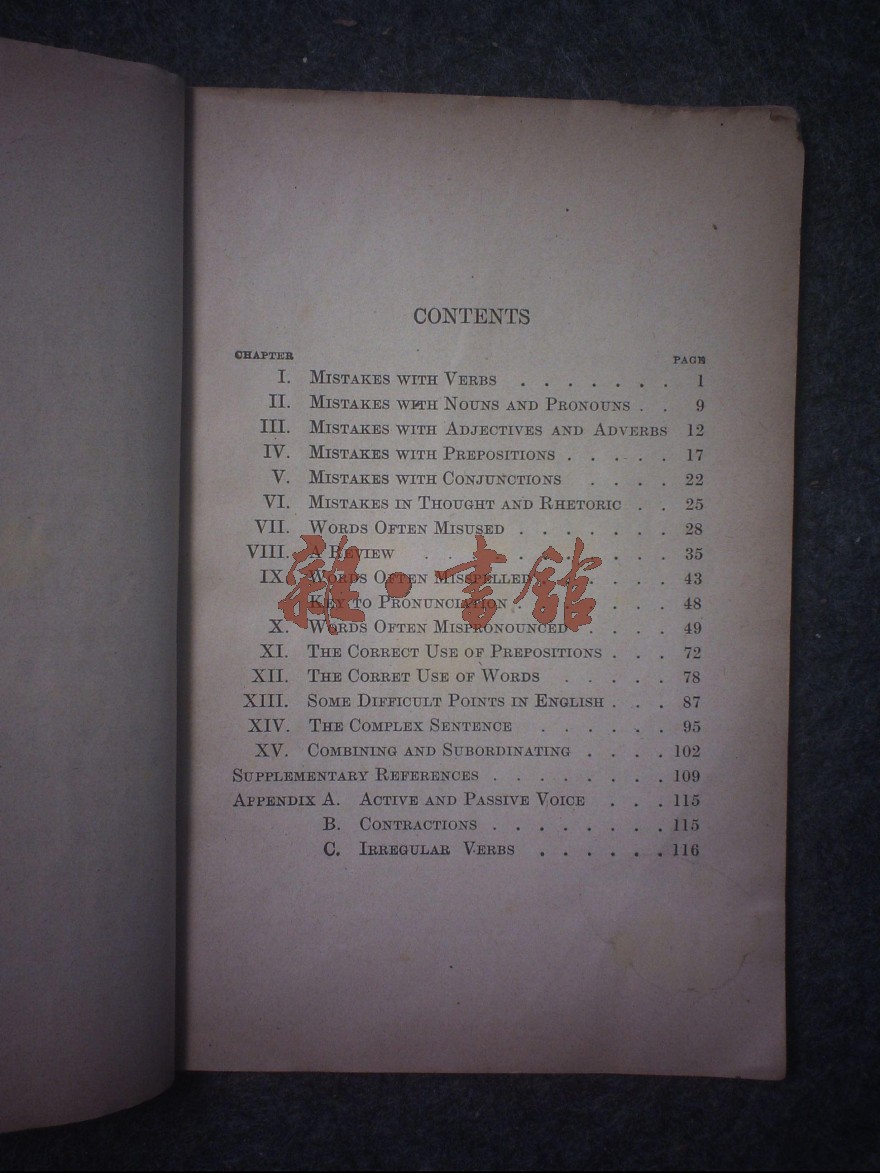 CONTENTS
CHAPTER PAGE
I. MISTAKES WITH VERBS . . . . . . . 1
II. MISTAKES WITH NOUNS AND PRONOUNS . . 9
III. MISTAKES WITH ADJECTIVES AND ADVERBS 12
IV. MISTAKES WITH PREPOSITIONS . . . . . 17
V. MISTAKES WITH CONJUNCTIONS . . . . 22
VI. MISTAKES IN THOUGHT AND RHETORIC . . 25
VII. WORDS OFTEN MISUSED . . . . . . . 28
VIII. A REVIEW . . . . . . . . . . 35
IX. WORDS OFTEN MISSPELLED . . . . . . 43
KEY TO PRONUNCIATION . . . . . . . 48
X. WORDS OFTEN MISPRONOUNCED . . . . 49
XI. THE CORRECT USE OF PREPOSITIONS . . . 72
XII. THE CORRET USE OF WORDS . . . . . 78
XIII. SOME DIFFICULT POINTS IN ENGLISH . . . 87
XIV. THE COMPLEX SENTENCE . . . . . . 95
XV. COMBINING AND SUBORDINATING . . . . 102
SUPPLEMENTARY REFERENCES . . . . . . . . 109
APPENDIX A. ACTIVE AND PASSIVE VOICE . . . 115
B. CONTRACTIONS . . . . . . . . 115
C. IRREGULAR VERBS . . . . . . 116
雜·書館